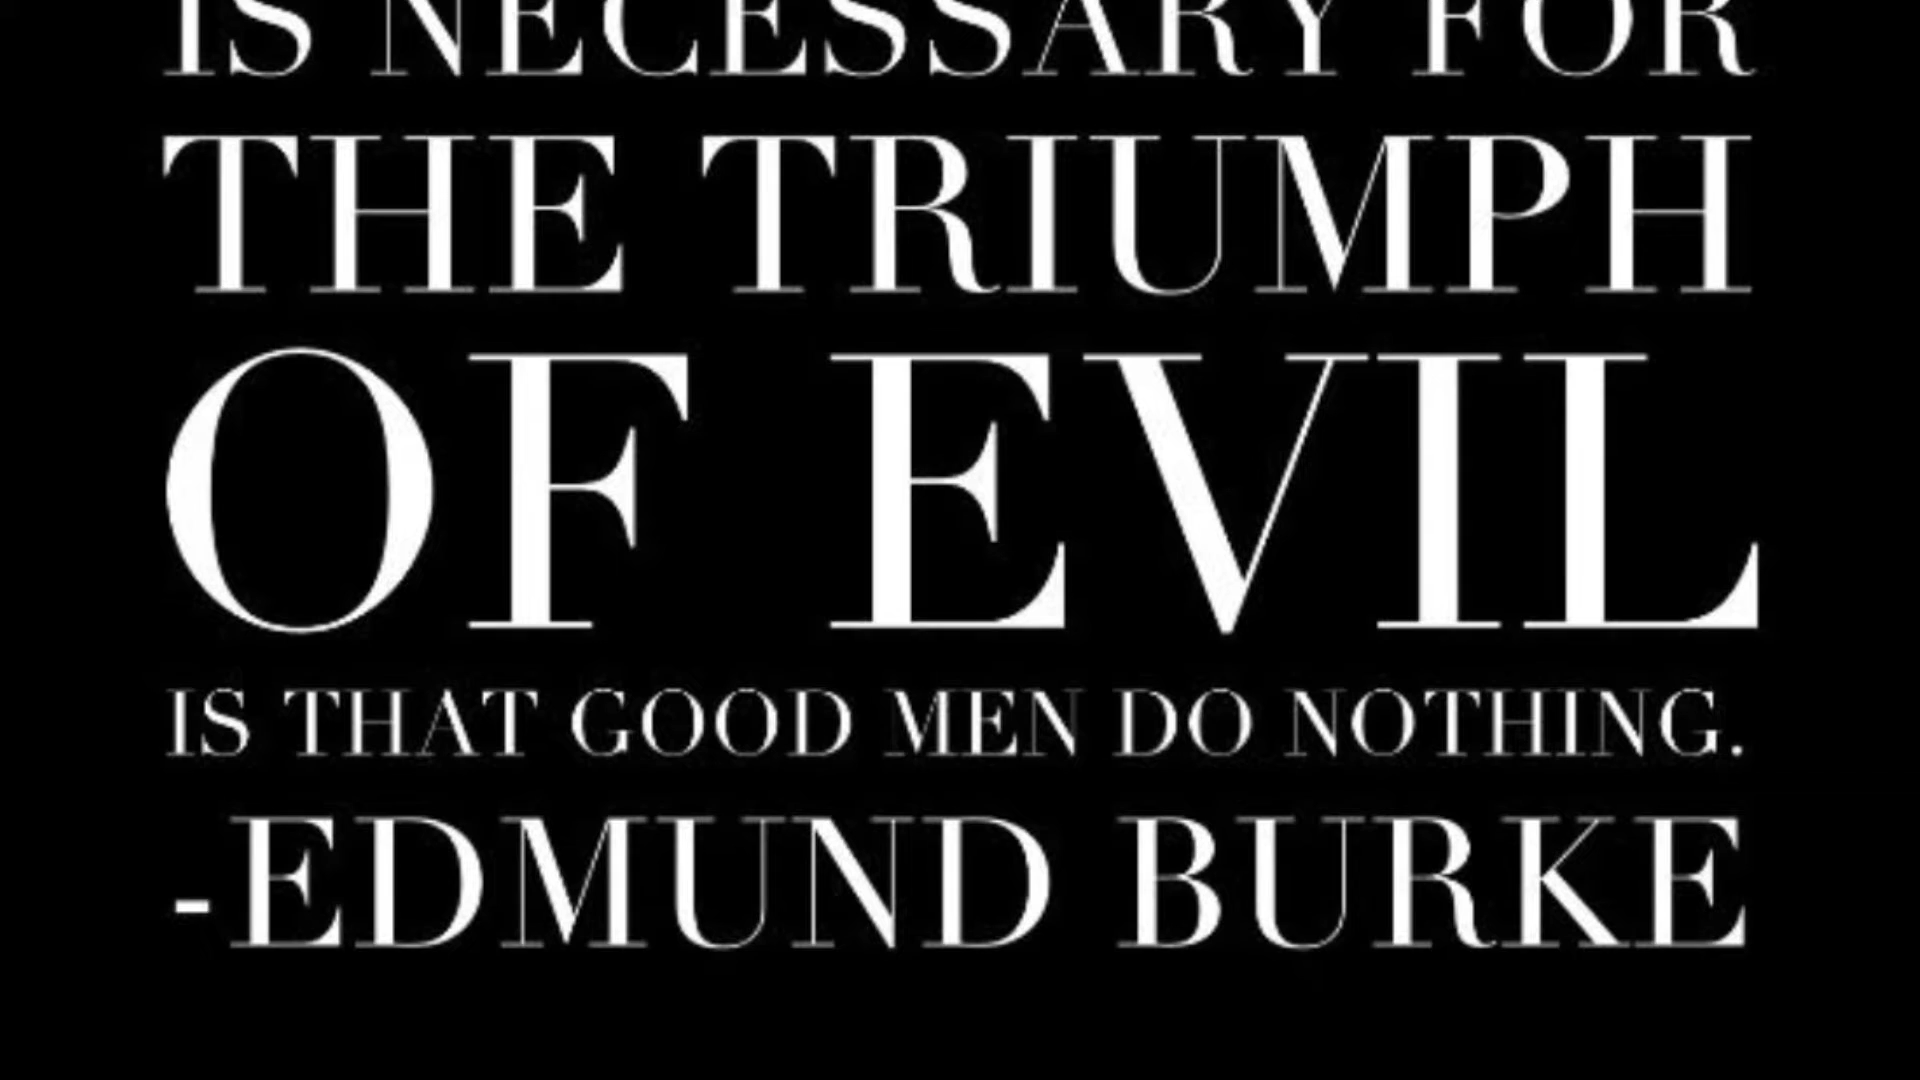 IS NECESSARY FOR
THE TRIUMPH
OF EVIL
IS THAT GOOD MEN DO NOTHING.
-EDMUND BURKE